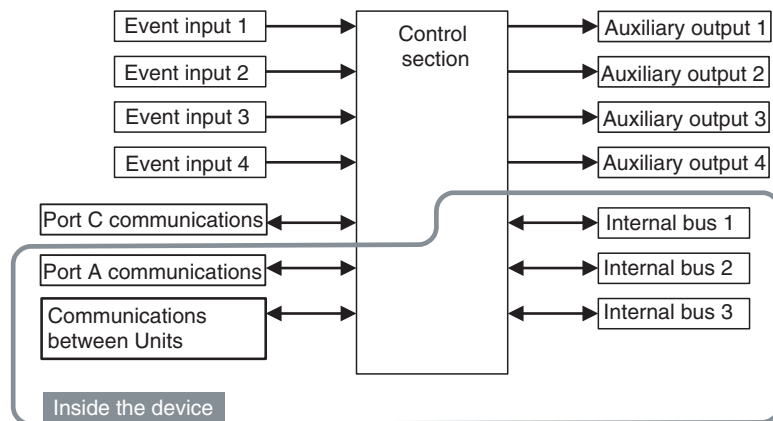 Event input 1
Event input 2
Event input 3
Event input 4
Port C communications
Port A communications
Communications
between Units
Inside the device
Control
section
Auxiliary output 1
Auxiliary output 2
Auxiliary output 3
Auxiliary output 4
Internal bus 1
Internal bus 2
Internal bus 3